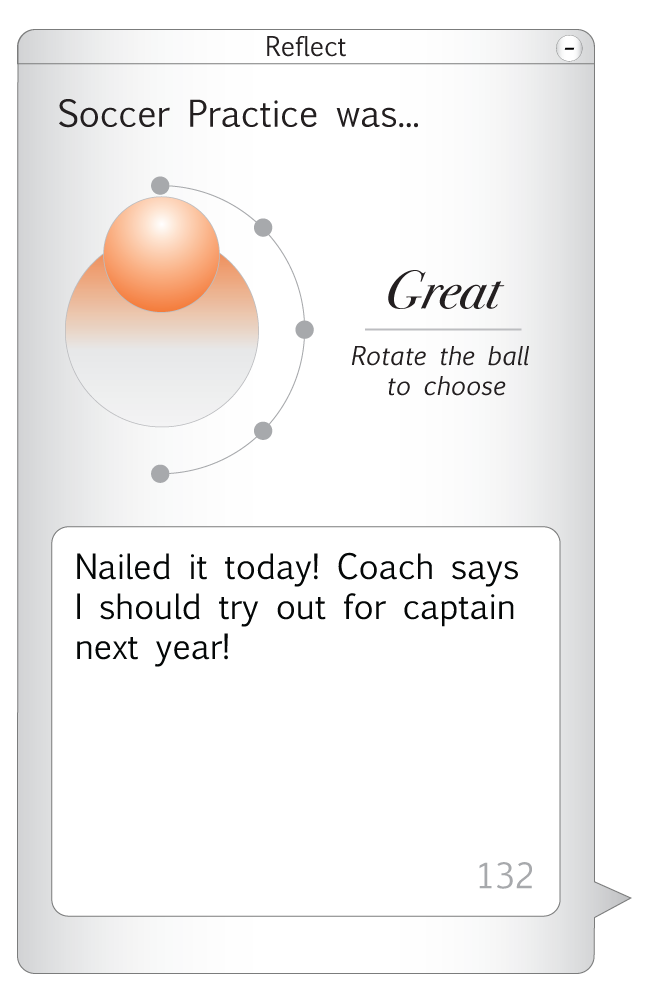 Reflect
-
Soccer Practice was...
Great
Rotate the ball
to choose
Nailed it today! Coach says
I should try out for captain
next year!
132